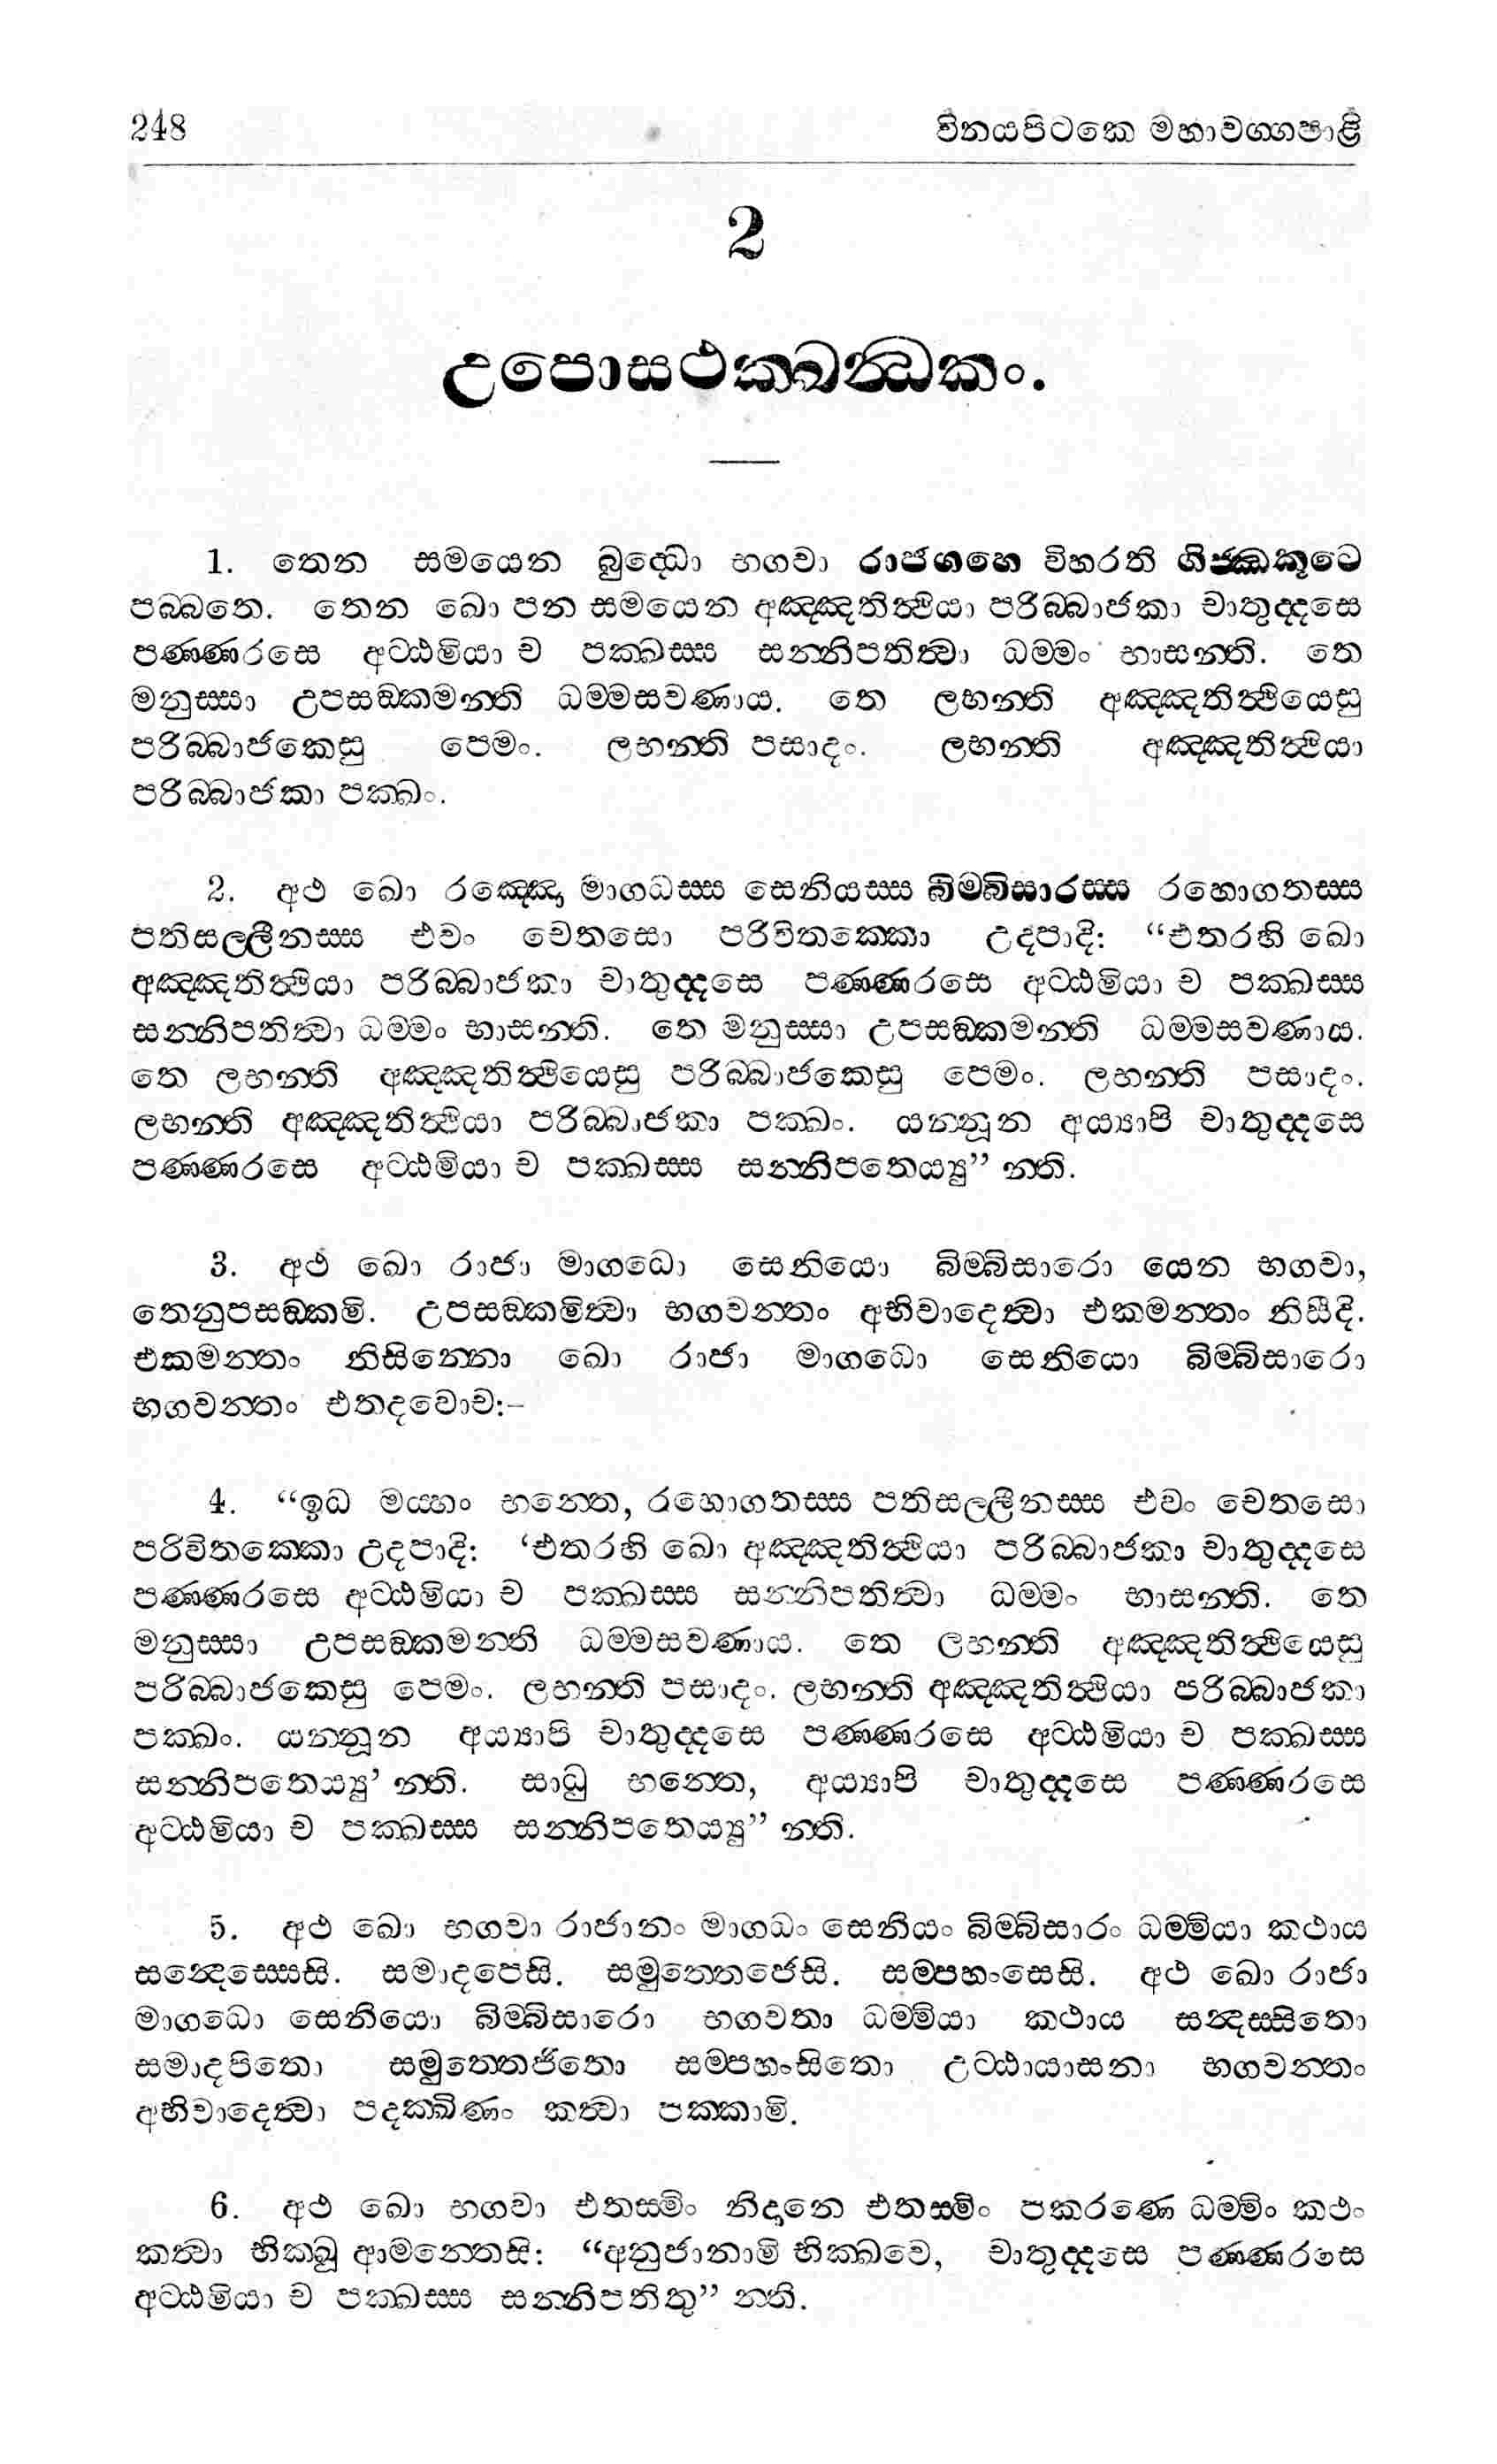 248 විනයපිටකෙ මහාවග්ගපාළි
2
උපොසථක්ඛන්ධකං.
1. තෙන සමයෙන බුද්ධො භගවා රාජගහෙ විහරති ගිජ්ඣකූටෙ
පබ්බතෙ. තෙන ඛො පන සමයෙන අඤ්ඤතිත්ථියා පරිබ්බාජකා චාතුද්දසෙ
පණ්ණරසෙ අට්ඨමියා ච පක්ඛස්ස සන්නිපතිත්වා ධම්මං භාසන්ති. තෙ
මනුස්සා උපසඞ්කමන්ති ධම්මසවණාය. තෙ ලභන්ති අඤ්ඤතිත්ථියෙසු
පරිබ්බාජකෙසු පෙමං. ලභන්ති පසාදං. ලභන්ති අඤ්ඤතිත්ථියා
පරිබ්බාජකා පක්ඛං.
2. අථ ඛො රඤ්ඤො මාගධස්ස සෙනියස්ස බිම්බිසාරස්ස රහොගතස්ස
පතිසල්ලීනස්ස එවං චෙතසො පරිවිතක්කො උදපාදි: “එතරහි ඛො
අඤ්ඤතිත්ථියා පරිබ්බාජකා චාතුද්දසෙ පණ්ණරසෙ අට්ඨමියා ච පක්ඛස්ස
සන්නිපතිත්වා ධම්මං භාසන්ති. තෙ මනුස්සා උපසඞ්කමන්ති ධම්මසවණාය.
තෙ ලභන්ති අඤ්ඤතිත්ථියෙසු පරිබ්බාජකෙසු පෙමං. ලභන්ති පසාදං.
ලභන්ති අඤ්ඤතිත්ථියා පරිබ්බාජකා පක්ඛං. යන්නූන අය්‍යාපි චාතුද්දසෙ
පණ්ණරසෙ අට්ඨමියා ච පක්ඛස්ස සන්නිපතෙය්‍යු” න්ති.
3. අථ ඛො රාජා මාගධො සෙනියො බිම්බිසාරො යෙන භගවා,
තෙනුපසඞ්කමි. උපසඞ්කමිත්වා භගවන්තං අභිවාදෙත්වා එකමන්තං නිසීදි.
එකමන්තං නිසින්නො ඛො රාජා මාගධො සෙනියො බිම්බිසාරො
භගවන්තං එතදවොච:–
4. “ඉධ මය්හං භන්තෙ, රහොගතස්ස පතිසල්ලීනස්ස එවං චෙතසො
පරිවිතක්කො උදපාදි: ‘එතරහි ඛො අඤ්ඤතිත්ථියා පරිබ්බාජකා චාතුද්දසෙ
පණ්ණරසෙ අට්ඨමියා ච පක්ඛස්ස සන්නිපතිත්වා ධම්මං භාසන්ති. තෙ
මනුස්සා උපසඞ්කමන්ති ධම්මසවණාය. තෙ ලභන්ති අඤ්ඤතිත්ථියෙසු
පරිබ්බාජකෙසු පෙමං. ලභන්ති පසාදං. ලභන්ති අඤ්ඤතිත්ථියා පරිබ්බාජකා
පක්ඛං. යන්නූන අය්‍යාපි චාතුද්දසෙ පණ්ණරසෙ අට්ඨමියා ච පක්ඛස්ස
සන්නිපතෙය්‍යු’ න්ති. සාධු භන්තෙ, අය්‍යාපි චාතුද්දසෙ පණ්ණරසෙ
අට්ඨමියා ච පක්ඛස්ස සන්නිපතෙය්‍යු” න්ති.
5. අථ ඛො භගවා රාජානං මාගධං සෙනියං බිම්බිසාරං ධම්මියා කථාය
සන්දස්සෙසි. සමාදපෙසි. සමුත්තෙජෙසි. සම්පහංසෙසි. අථ ඛො රාජා
මාගධො සෙනියො බිම්බිසාරො භගවතා ධම්මියා කථාය සන්දස්සිතො
සමාදපිතො සමුත්තෙජිතො සම්පහංසිතො උට්ඨායාසනා භගවන්තං
අභිවාදෙත්වා පදක්ඛිණං කත්වා පක්කාමි.
6. අථ ඛො භගවා එතස්මිං නිදානෙ එතස්මිං පකරණෙ ධම්මිං කථං
කත්වා භික්ඛූ ආමන්තෙසි: “අනුජානාමි භික්ඛවෙ, චාතුද්දසෙ පණ්ණරසෙ
අට්ඨමියා ච පක්ඛස්ස සන්නිපතිතු” න්ති.